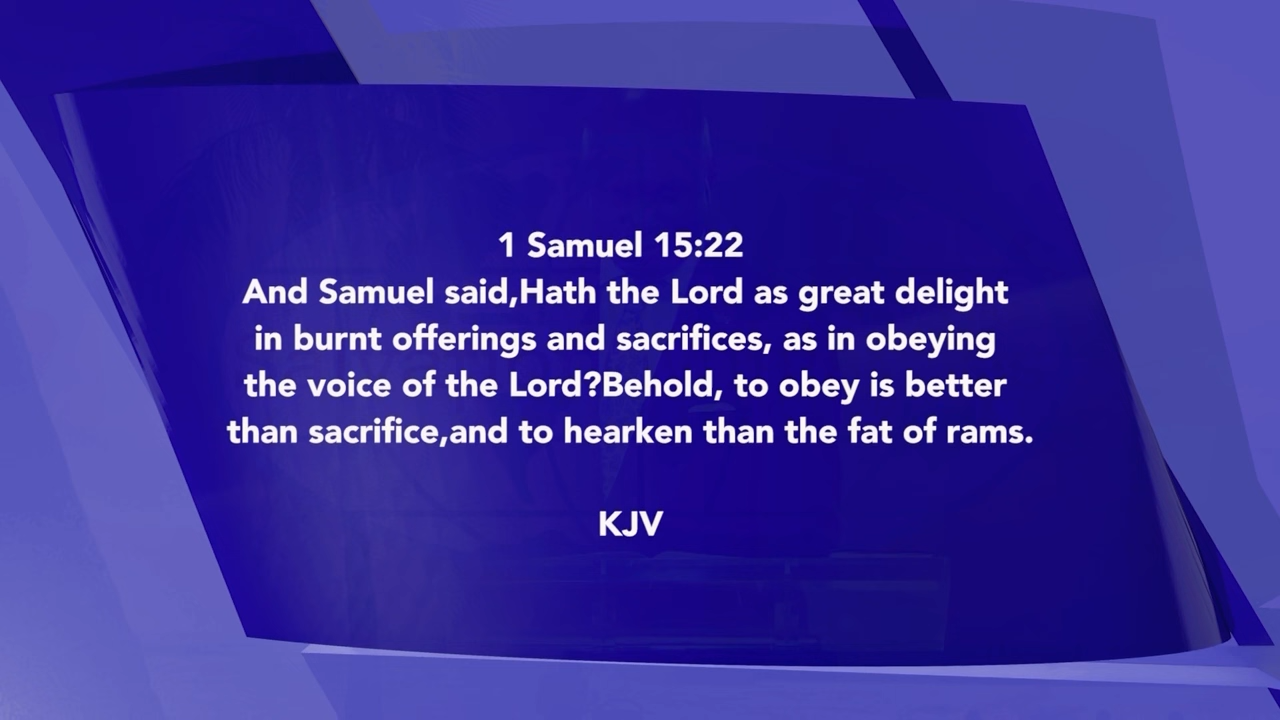 1 Samuel 15:22
And Samuel said,Hath the Lord as great delight
in burnt offerings and sacrifices, as in obeying
the voice of the Lord?Behold, to obey is better
than sacrifice,and to hearken than the fat of rams.
KJV